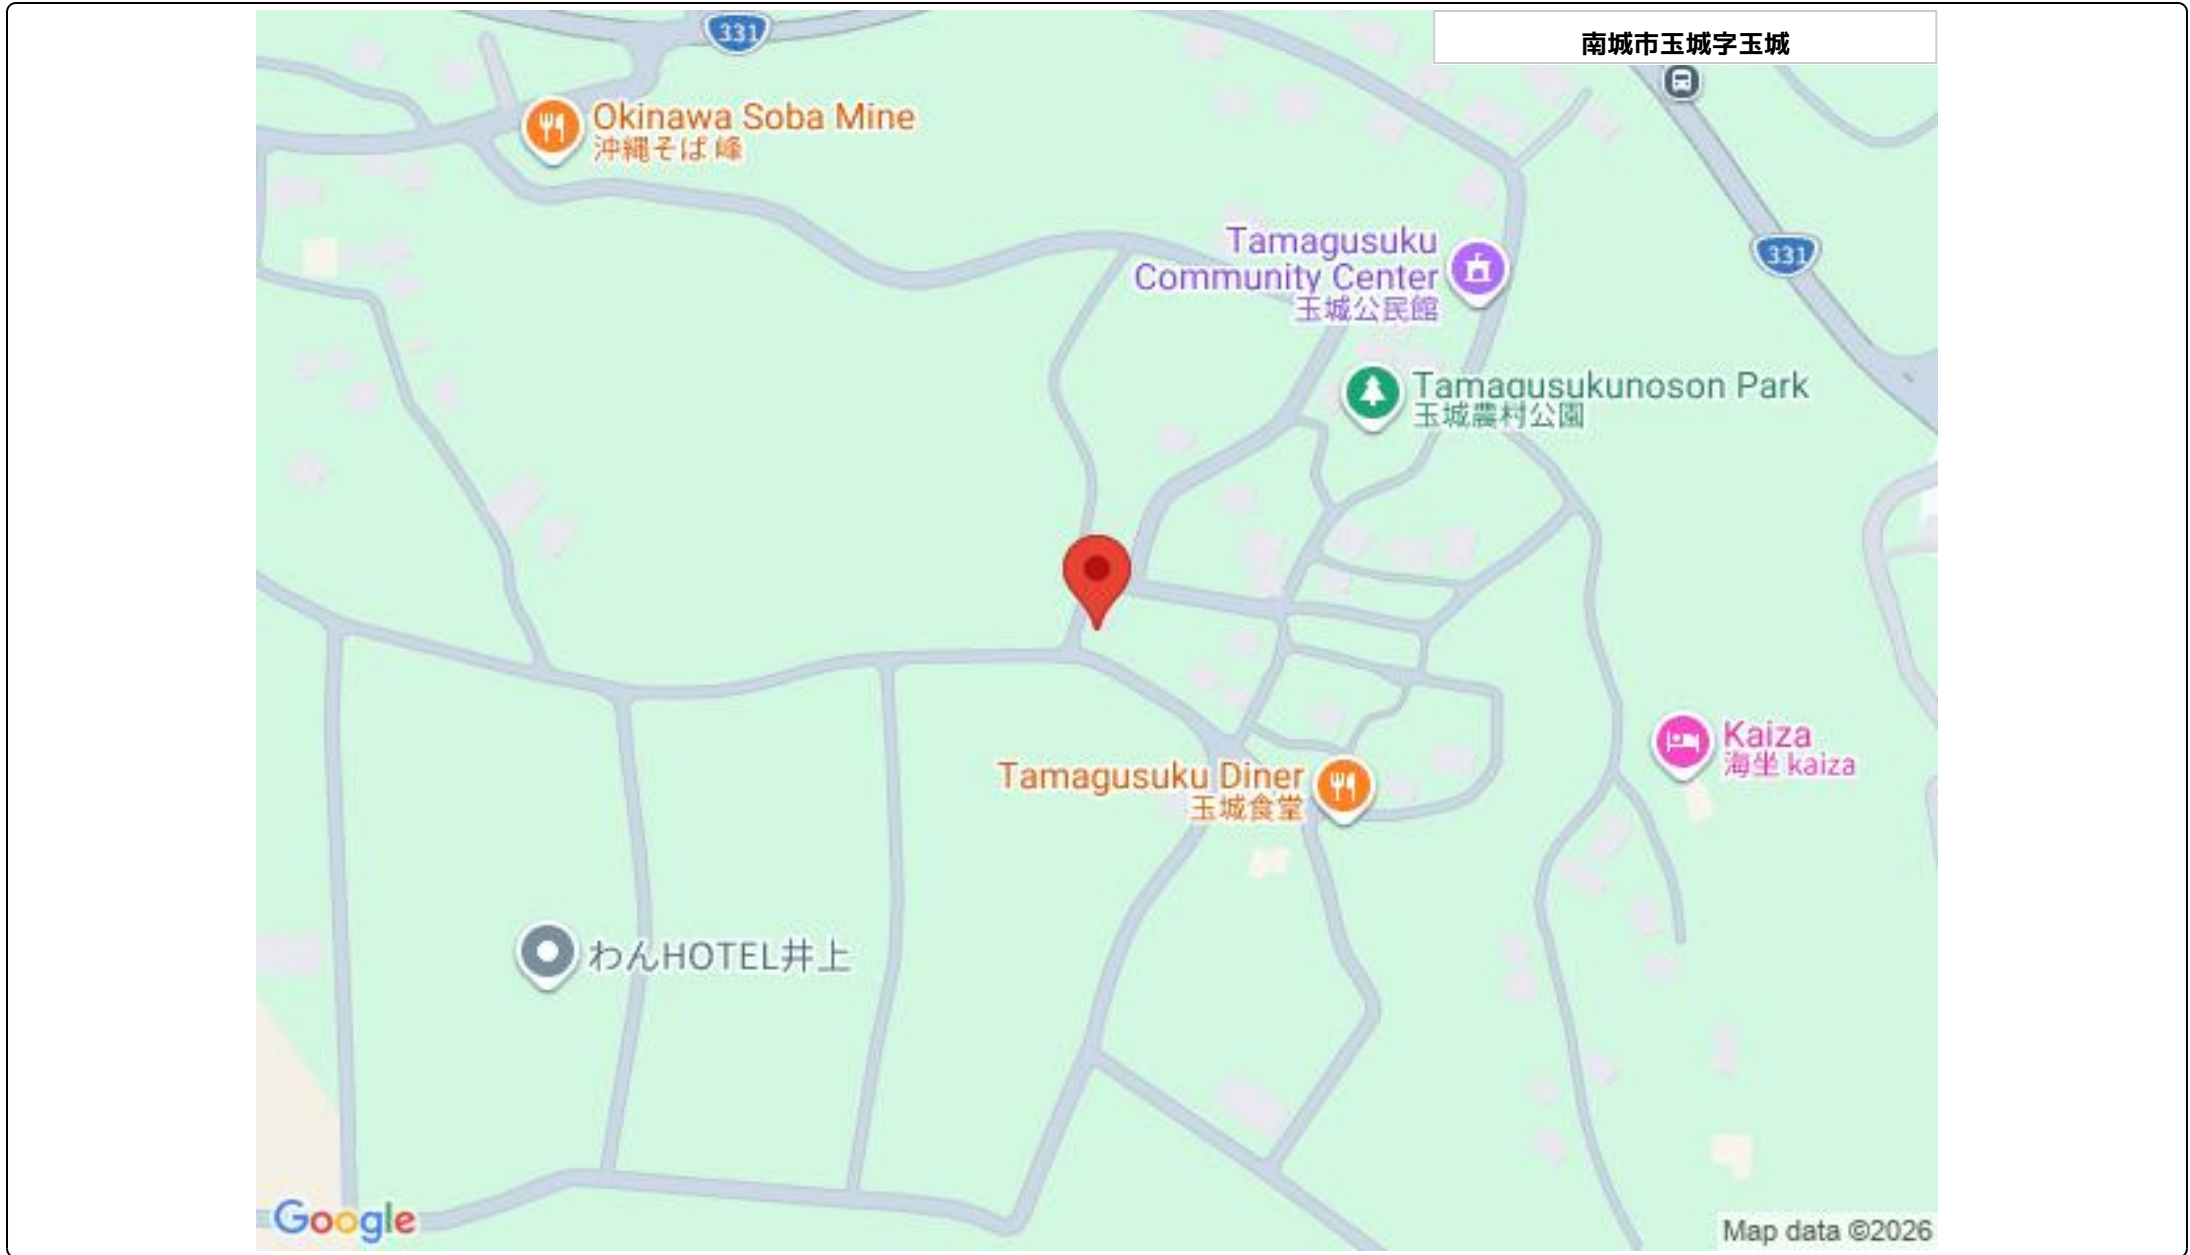 331
南城市玉城字玉城
Okinawa Soba Mine
沖縄そば 峰
Tamagusuku
Community Center
玉城公民館
331
Tamagusukunoson Park
玉城農村公園
Kaiza
海坐 kaiza
Tamagusuku Diner
玉城食堂
わんHOTEL井上
Google
Map data ©2026